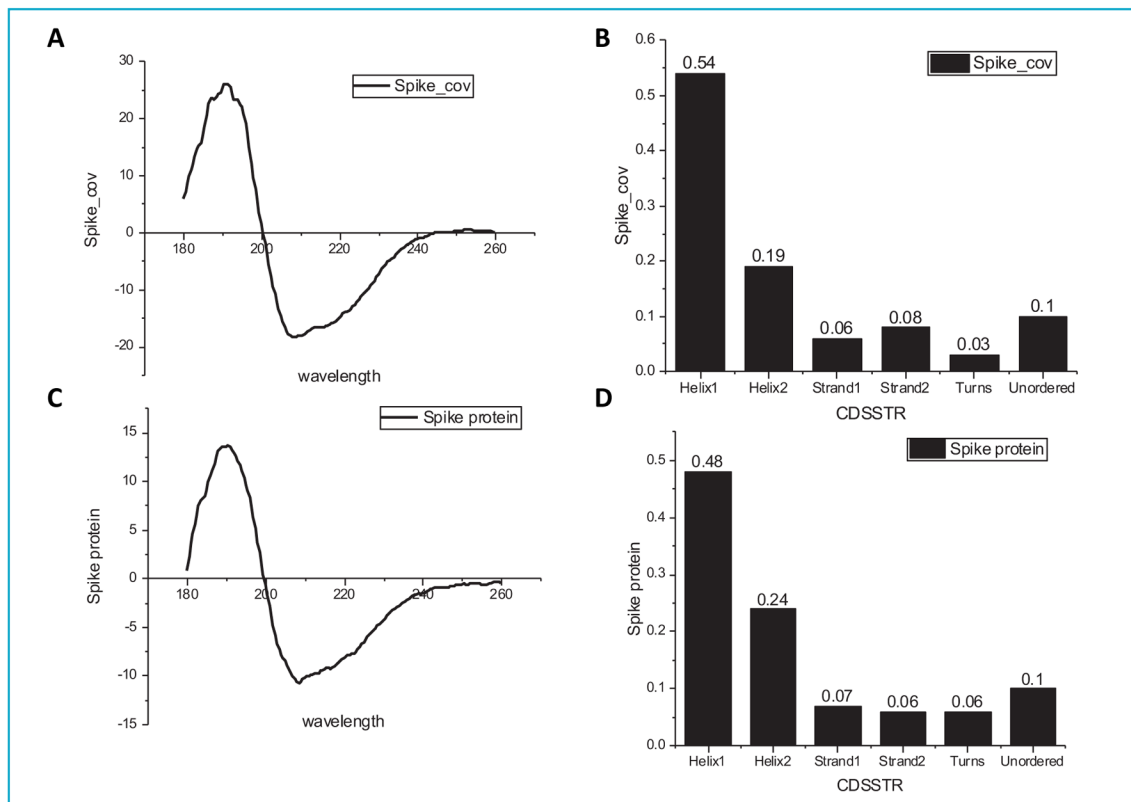 A
30
20
10
0
-10
-20
180 200 220 240 260
Spike_cov
Spike_cov
wavelength
B
0.6
0.5
0.4
0.3
0.2
0.1
0.0
0.54
0.19
0.06
0.08
0.03
0.1
Spike_cov
Spike_cov
Helix1 Helix2 Strand1 Strand2 Turns Unordered
CDSSTR
C
15
10
5
0
-5
-10
-15
180 200 220 240 260
Spike protein
Spike protein
wavelength
D
0.5
0.4
0.3
0.2
0.1
0.0
0.48
0.24
0.07
0.06
0.06
0.1
Spike protein
Spike protein
Helix1 Helix2 Strand1 Strand2 Turns Unordered
CDSSTR